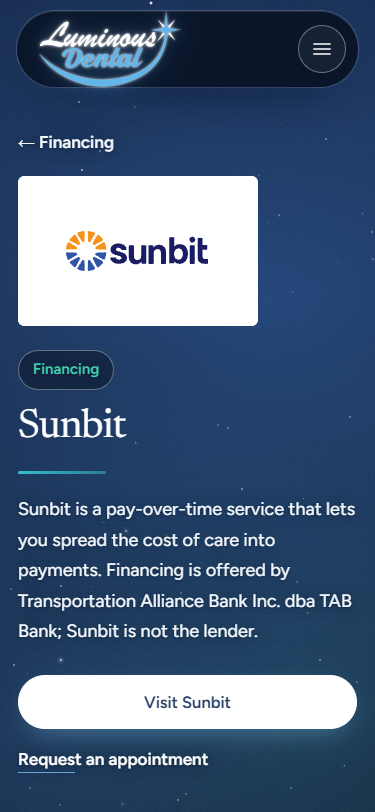 Luminous
Dental
← Financing
sunbit
Financing
Sunbit
Sunbit is a pay-over-time service that lets
you spread the cost of care into
payments. Financing is offered by
Transportation Alliance Bank Inc. dba TAB
Bank; Sunbit is not the lender.
Visit Sunbit
Request an appointment